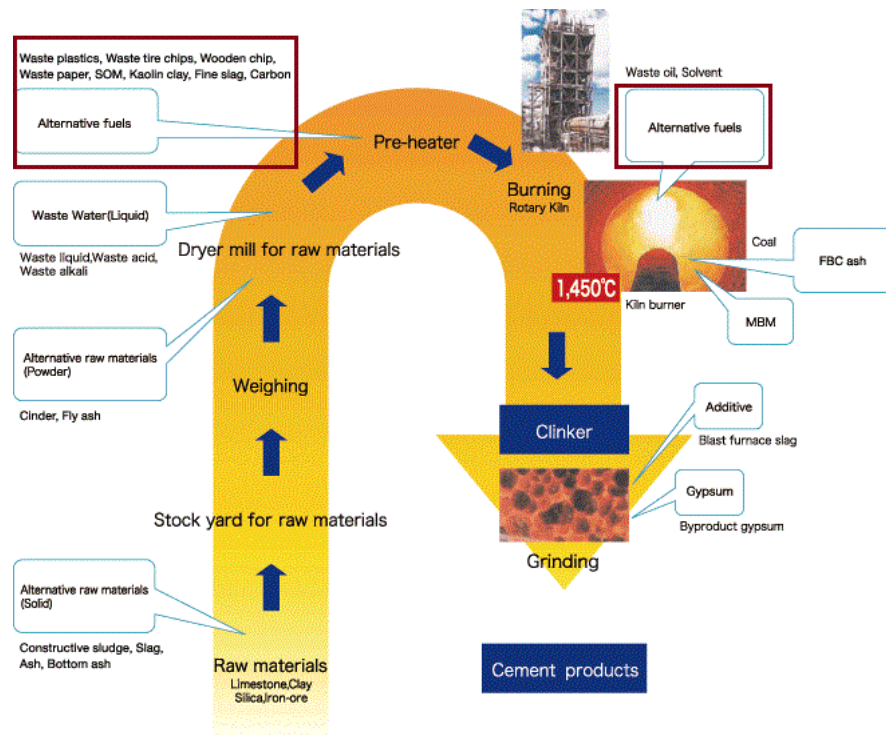 Waste plastics, Waste tire chips, Wooden chip,
Waste paper, SOM, Kaolin clay, Fine slag, Carbon
Alternative fuels
Waste oil, Solvent
Alternative fuels
Pre-heater
Burning
Rotary Kiln
Waste Water(Liquid)
Waste liquid,Waste acid,
Waste alkali
Dryer mill for raw materials
Coal
FBC ash
1,450℃
Kiln burner
MBM
Alternative raw materials
(Powder)
Cinder, Fly ash
Weighing
Clinker
Additive
Blast furnace slag
Gypsum
Byproduct gypsum
Stock yard for raw materials
Grinding
Alternative raw materials
(Solid)
Constructive sludge, Slag,
Ash, Bottom ash
Raw materials
Limestone,Clay
Silica,Iron-ore
Cement products